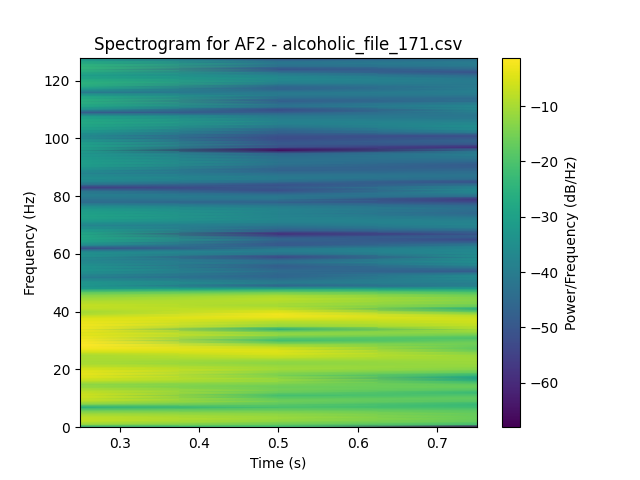 Spectrogram for AF2 - alcoholic_file_171.csv
120
100
80
60
40
20
0
Frequency (Hz)
0.3 0.4 0.5 0.6 0.7
Time (s)
−10
−20
−30
−40
−50
−60
Power/Frequency (dB/Hz)